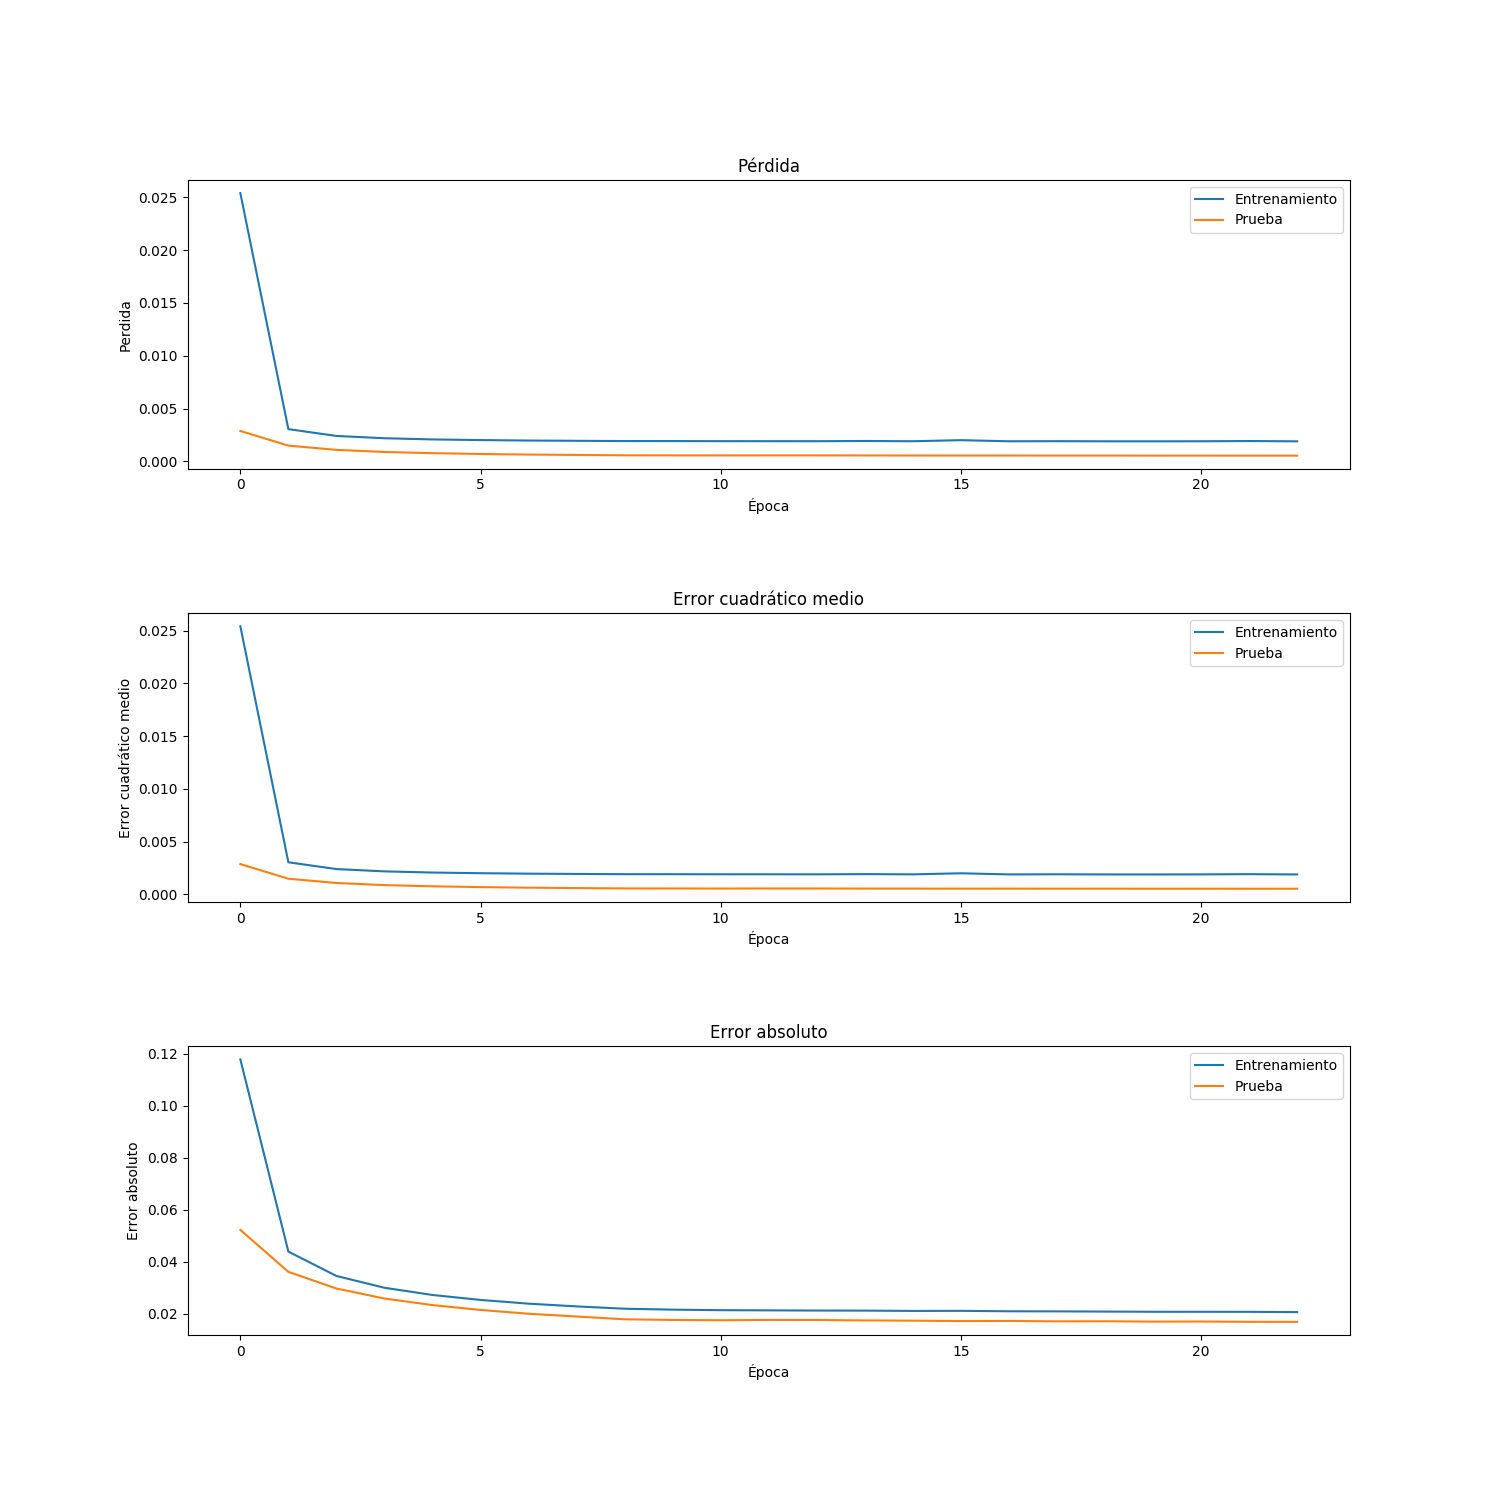 Pérdida
0.025
0.020
0.015
0.010
0.005
0.000
Perdida
Entrenamiento
Prueba
0 5 10 15 20
Época
Error cuadrático medio
0.025
0.020
0.015
0.010
0.005
0.000
Error cuadrático medio
Entrenamiento
Prueba
0 5 10 15 20
Época
Error absoluto
0.12
0.10
0.08
0.06
0.04
0.02
Error absoluto
Entrenamiento
Prueba
0 5 10 15 20
Época